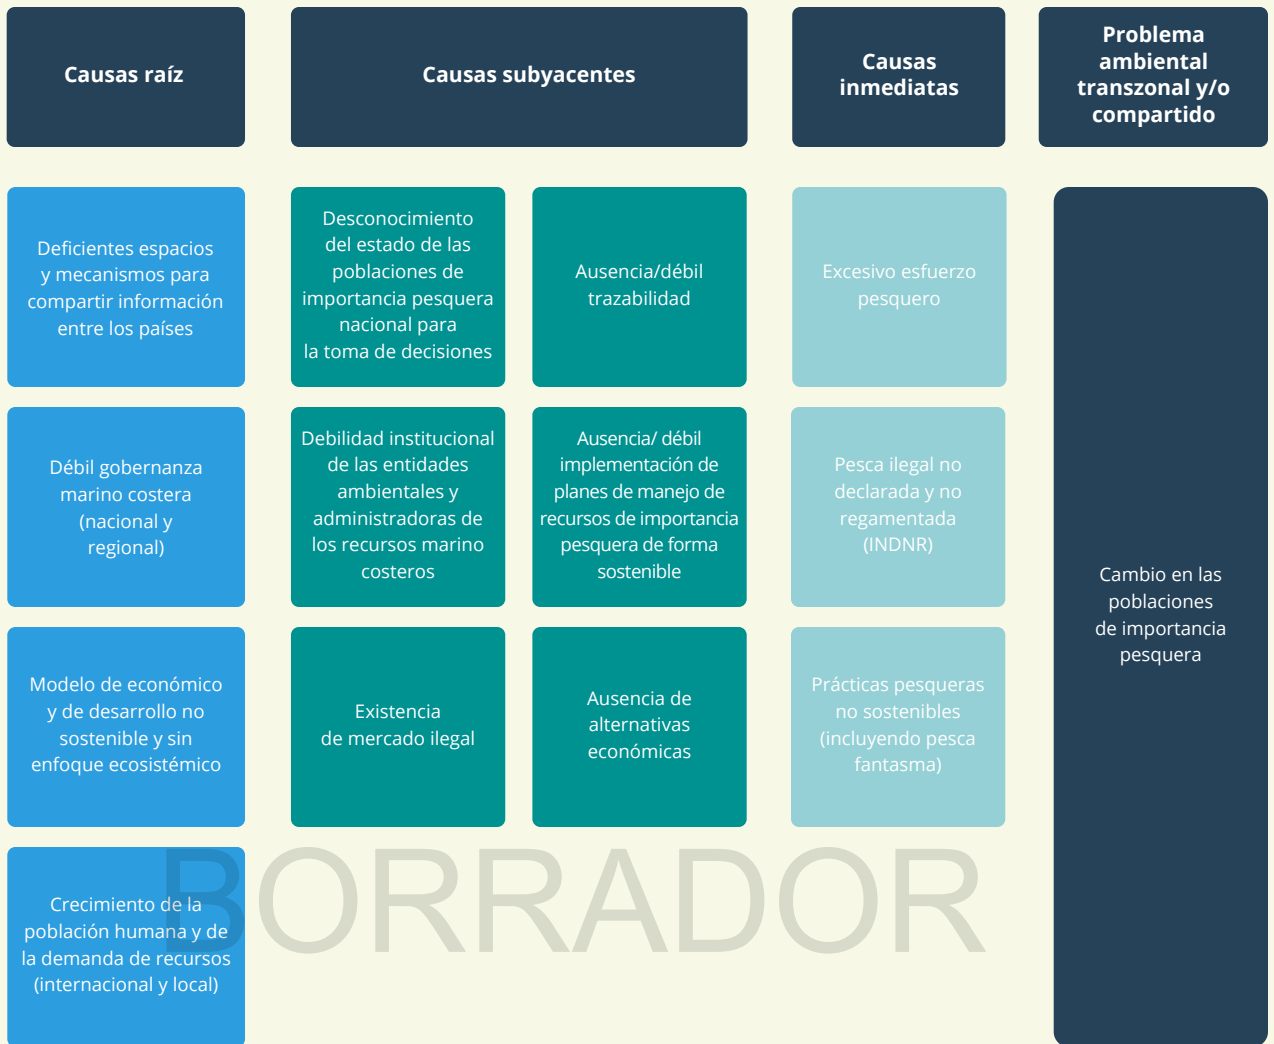 Causas raíz
Causas subyacentes
Causas
inmediatas
Problema
ambiental
transzonal y/o
compartido
Deficientes espacios
y mecanismos para
compartir información
entre los países
Desconocimiento
del estado de las
poblaciones de
importancia pesquera
nacional para
la toma de decisiones
Ausencia/débil
trazabilidad
Excesivo esfuerzo
pesquero
Débil gobernanza
marino costera
(nacional y
regional)
Debilidad institucional
de las entidades
ambientales y
administradoras de
los recursos marino
costeros
Ausencia/ débil
implementación de
planes de manejo de
recursos de importancia
pesquera de forma
sostenible
Pesca ilegal no
declarada y no
regamentada
(INDNR)
Modelo de económico
y de desarrollo no
sostenible y sin
enfoque ecosistémico
Existencia
de mercado ilegal
Ausencia de
alternativas
económicas
Prácticas pesqueras
no sostenibles
(incluyendo pesca
fantasma)
Crecimiento de la
población humana y de
la demanda de recursos
(internacional y local)
Cambio en las
poblaciones
de importancia
pesquera
BORRADOR